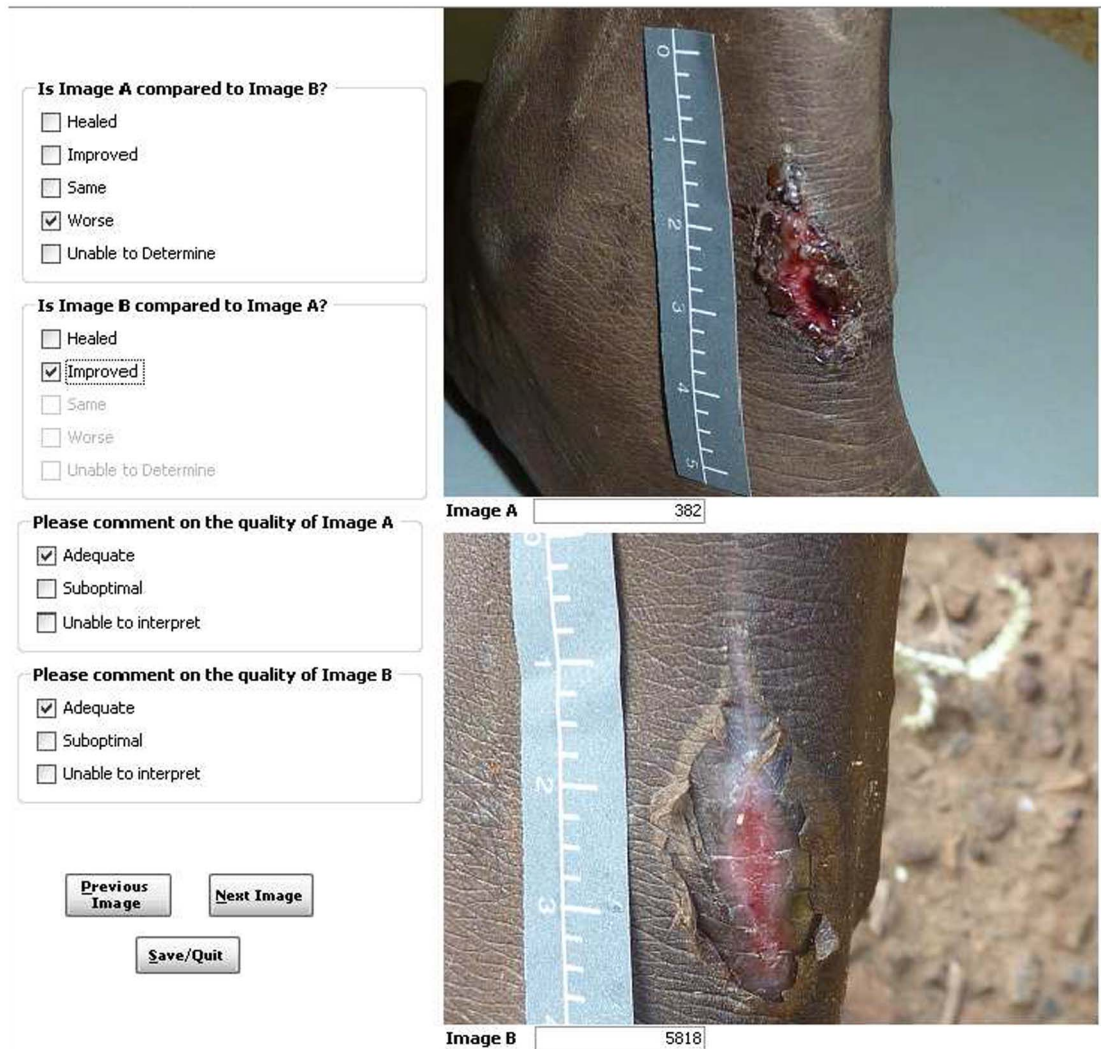 Is Image A compared to Image B?
Healed
Improved
Same
Worse
Unable to Determine
Is Image B compared to Image A?
Healed
Improved
Same
Worse
Unable to Determine
Please comment on the quality of Image A
Adequate
Suboptimal
Unable to interpret
Please comment on the quality of Image B
Adequate
Suboptimal
Unable to interpret
Previous
Image
Next Image
Save/Quit
0
1
2
3
4
5
Image A 382
0
1
2
3
Image B 5818